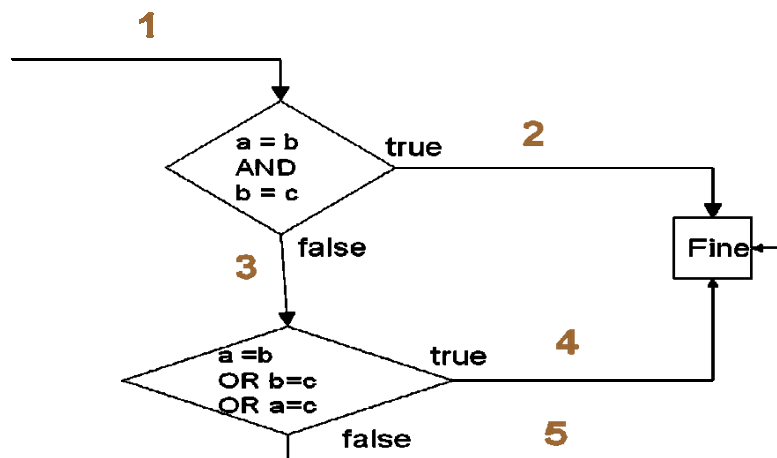 1
a = b
AND
b = c
true
2
Fine
false
3
a =b
OR b=c
OR a=c
true
4
false
5